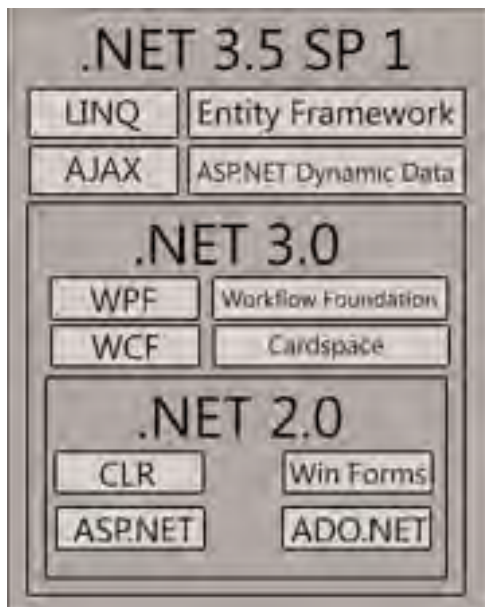 .NET 3.5 SP 1
LINQ Entity Framework
AJAX ASP.NET Dynamic Data
.NET 3.0
WPF Workflow Foundation
WCF Cardspace
.NET 2.0
CLR Win Forms
ASP.NET ADO.NET